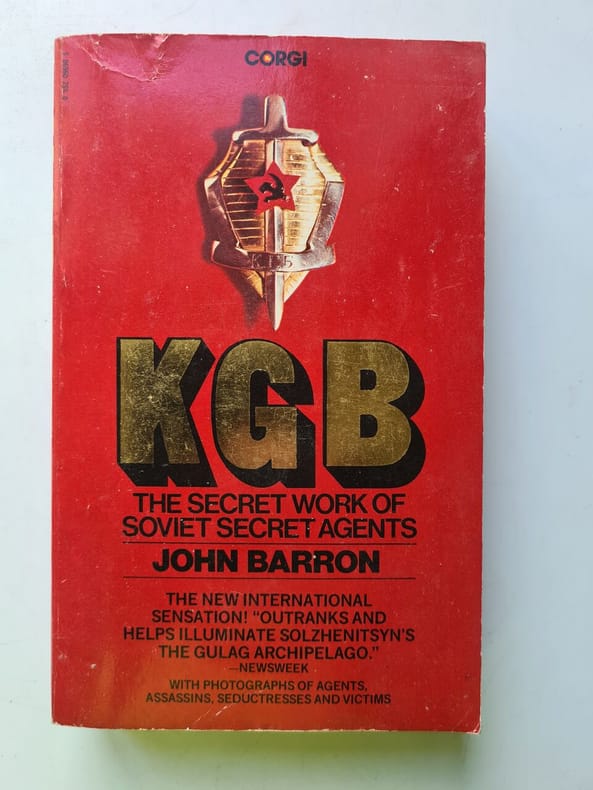 CORGI
КГБ
KGB
THE SECRET WORK OF
SOVIET SECRET AGENTS
JOHN BARRON
THE NEW INTERNATIONAL
SENSATION! "OUTRANKS AND
HELPS ILLUMINATE SOLZHENITSYN'S
THE GULAG ARCHIPELAGO."
—NEWSWEEK
WITH PHOTOGRAPHS OF AGENTS,
ASSASSINS, SEDUCTRESSES AND VICTIMS